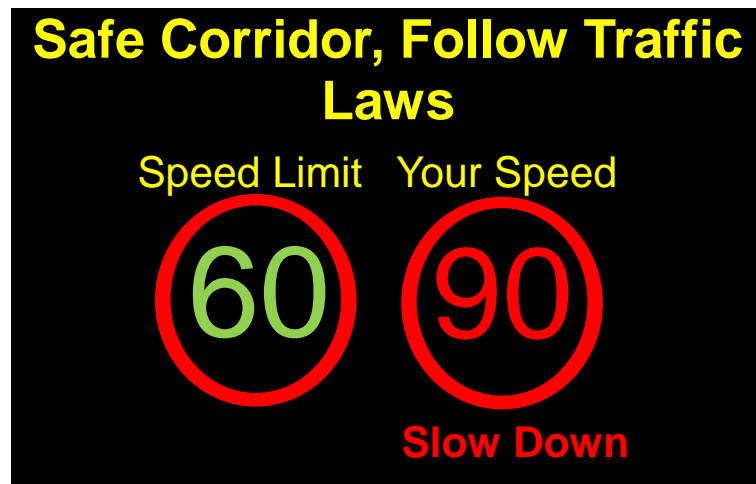 Safe Corridor, Follow Traffic
Laws
Speed Limit Your Speed
60 90
Slow Down